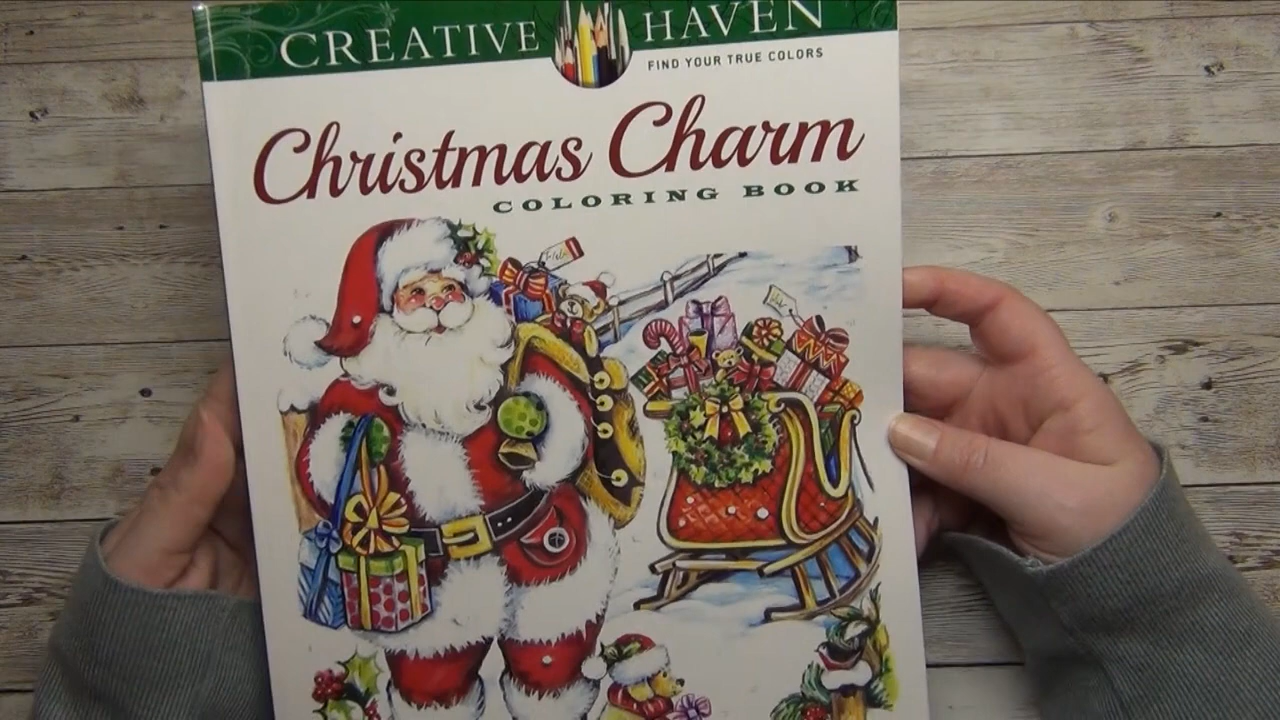 CREATIVE HAVEN
FIND YOUR TRUE COLORS
Christmas Charm
COLORING BOOK